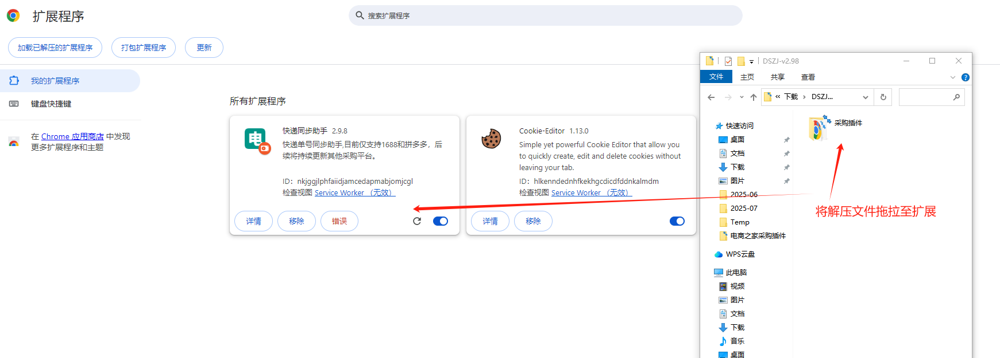 扩展程序
搜索扩展程序
加载已解压的扩展程序
打包扩展程序
更新
我的扩展程序
键盘快捷键
在 Chrome 应用商店 中发现
更多扩展程序和主题
所有扩展程序
电
快递同步助手 2.9.8
快递单号同步助手,目前仅支持1688和拼多多，后
续将持续更新其他采购平台。
ID：nkjggjlphfaiidjamcedapmabjomjcgl
检查视图 Service Worker （无效）
详情
移除
错误
Cookie-Editor 1.13.0
Simple yet powerful Cookie Editor that allow you
to quickly create, edit and delete cookies without
leaving your tab.
ID：hlkenndednhfkekhgcdicdfddnkalmdm
检查视图 Service Worker （无效）
详情
移除
DSZJ-v2.98
文件
主页
共享
查看
« 下载 › DSZJ...
快速访问
桌面
文档
下载
图片
2025-06
2025-07
Temp
电商之家采购插件
WPS云盘
此电脑
视频
图片
文档
下载
音乐
桌面
采购插件
将解压文件拖拉至扩展